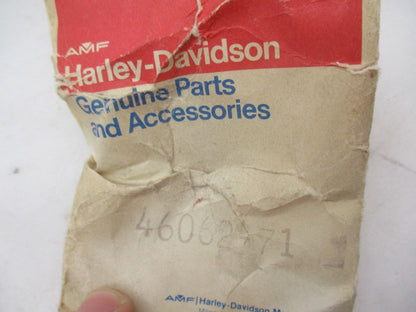 AMF
Harley-Davidson
Genuine Parts
and Accessories
AMF | Harley-Davidson